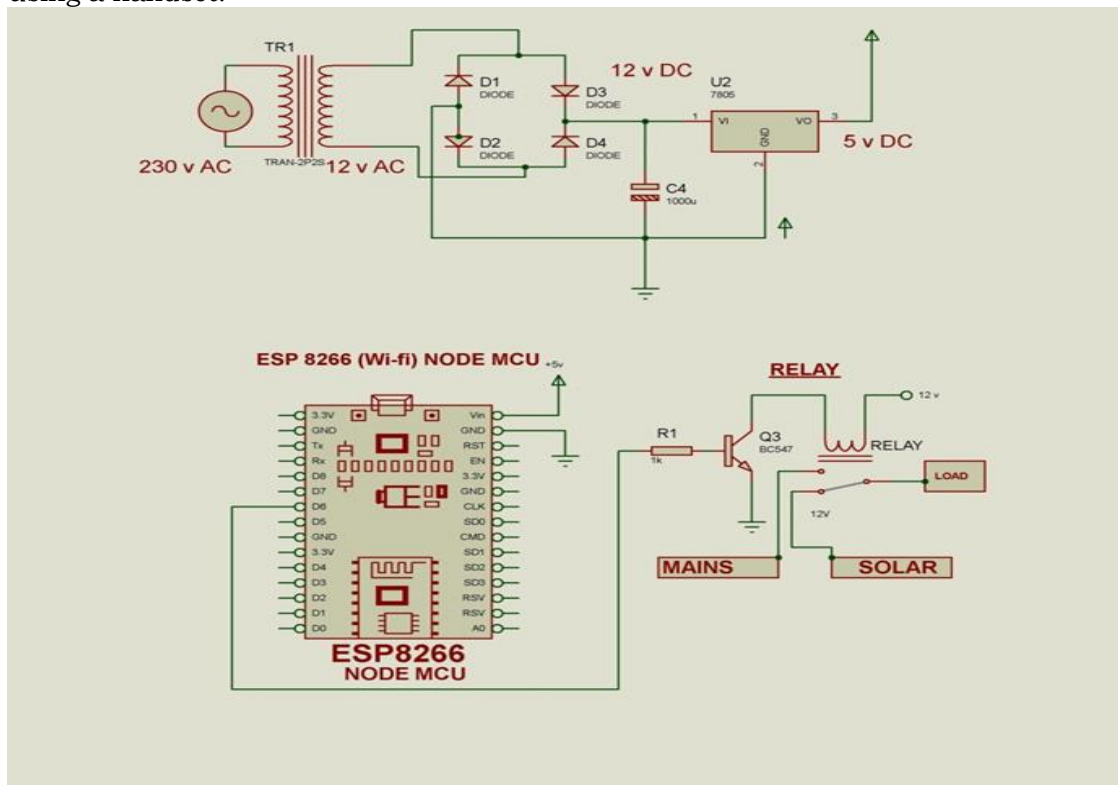 using a handset.
TR1
TRAN-2P2S
230 v AC
12 v AC
D1
DIODE
D2
DIODE
D3
DIODE
D4
DIODE
12 v DC
U2
7805
1
VI
VO
3
GND
2
5 v DC
C4
1000u
ESP 8266 (Wi-fi) NODE MCU
+5v
3.3V
GND
Tx
Rx
D8
D7
D6
D5
GND
3.3V
D4
D3
D2
D1
D0
Vin
GND
RST
EN
3.3V
GND
CLK
SD0
CMD
SD1
SD2
SD3
RSV
RSV
A0
ESP8266
NODE MCU
R1
1k
Q3
BC547
RELAY
12 v
RELAY
LOAD
12V
MAINS
SOLAR